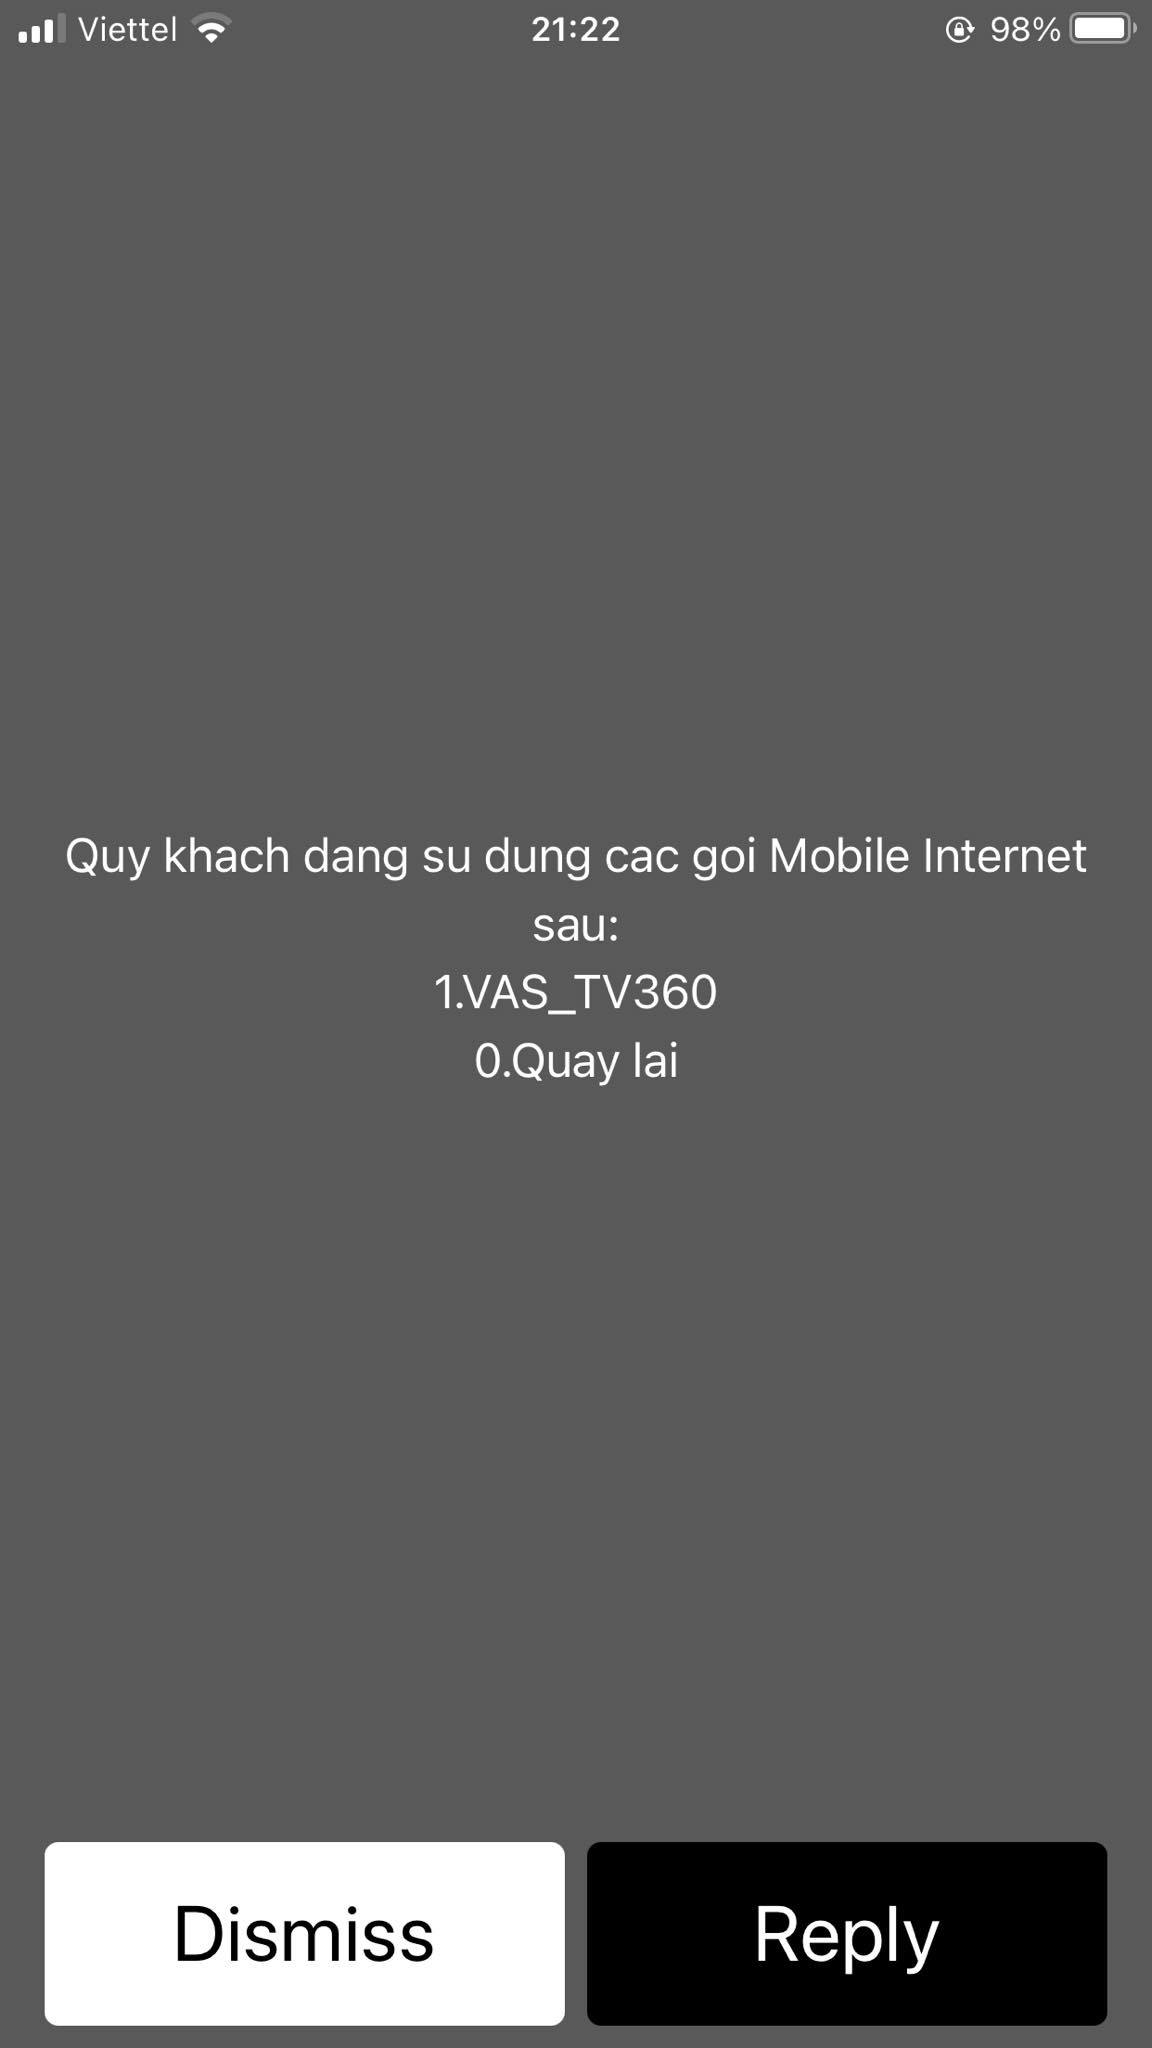 Viettel 21:22 98%
Quy khach dang su dung cac goi Mobile Internet
sau:
1.VAS_TV360
0.Quay lai
Dismiss Reply